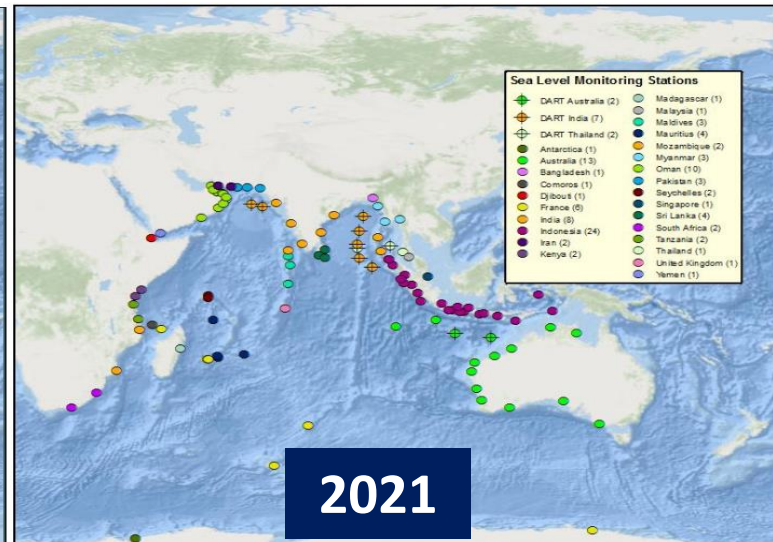 Sea Level Monitoring Stations
DART Australia (2)
DART India (7)
DART Thailand (2)
Antarctica (1)
Australia (13)
Bangladesh (1)
Comoros (1)
Djibouti (1)
France (6)
India (8)
Indonesia (24)
Iran (2)
Kenya (2)
Madagascar (1)
Malaysia (1)
Maldives (3)
Mauritius (4)
Mozambique (2)
Myanmar (3)
Oman (10)
Pakistan (3)
Seychelles (2)
Singapore (1)
Sri Lanka (4)
South Africa (2)
Tanzania (2)
Thailand (1)
United Kingdom (1)
Yemen (1)
2021